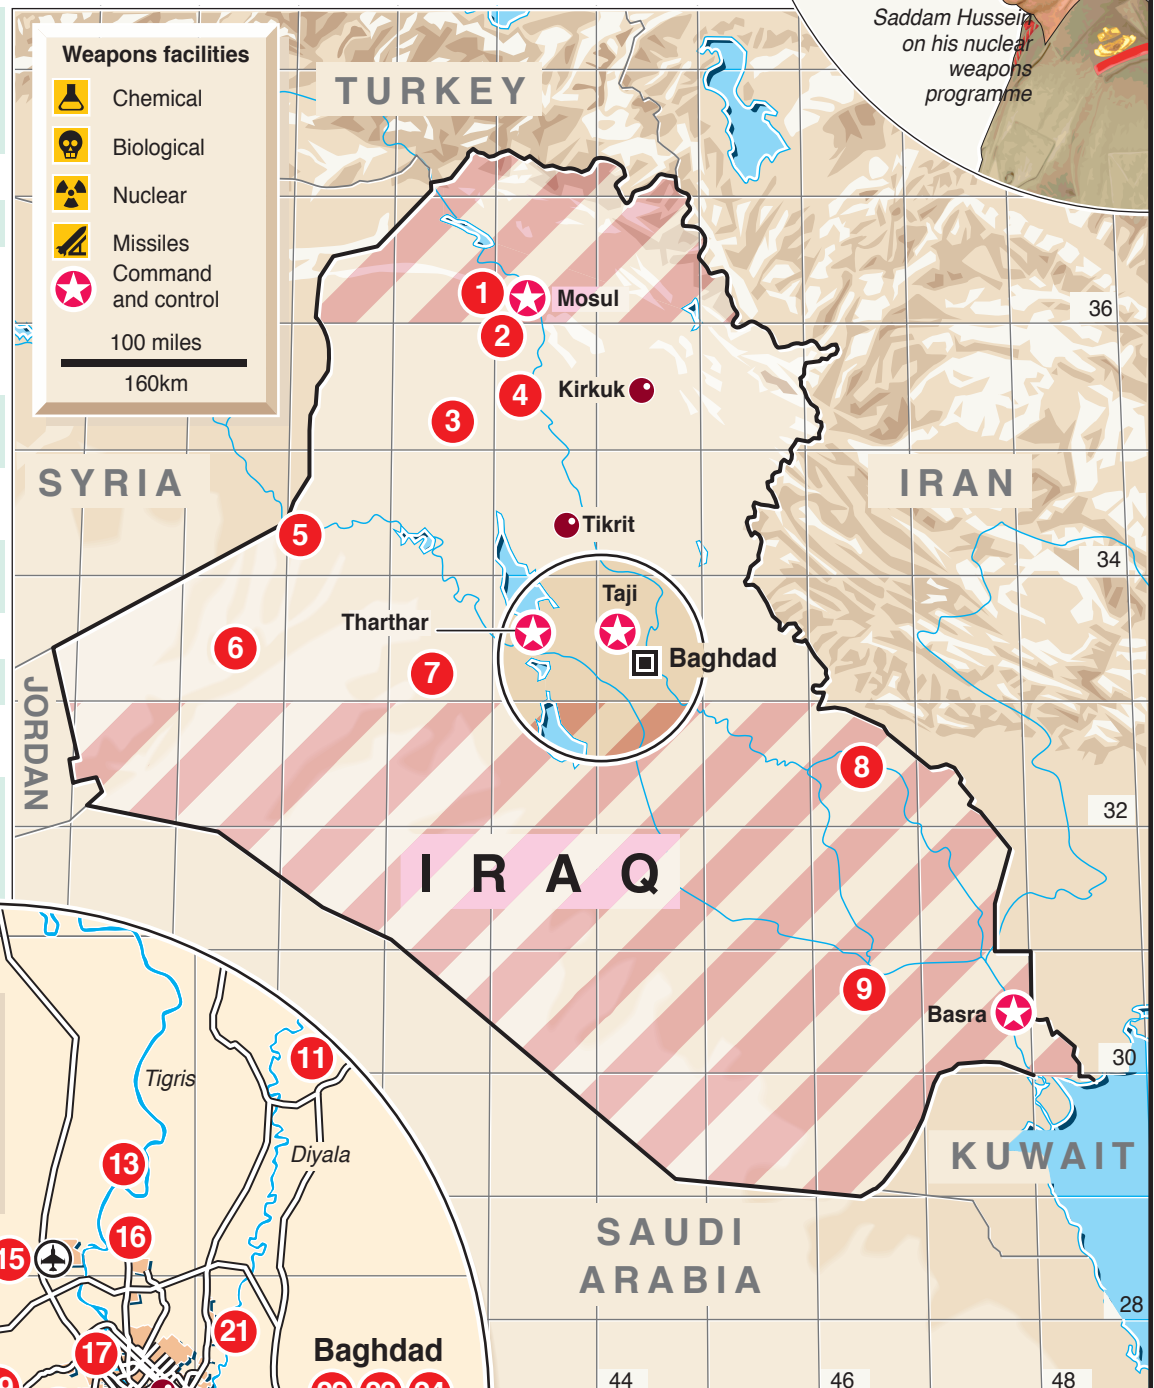 Saddam Hussein
on his nuclear
weapons
programme
Weapons facilities
Chemical
Biological
Nuclear
Missiles
Command
and control
100 miles
160km
TURKEY
1
Mosul
36
2
Kirkuk
4
3
SYRIA
IRAN
5
Tikrit
34
Taji
Tharthar
6
7
Baghdad
JORDAN
8
32
IRAQ
9
Basra
30
11
Tigris
Diyala
13
KUWAIT
16
15
SAUDI
ARABIA
28
21
17
Baghdad
44
46
48